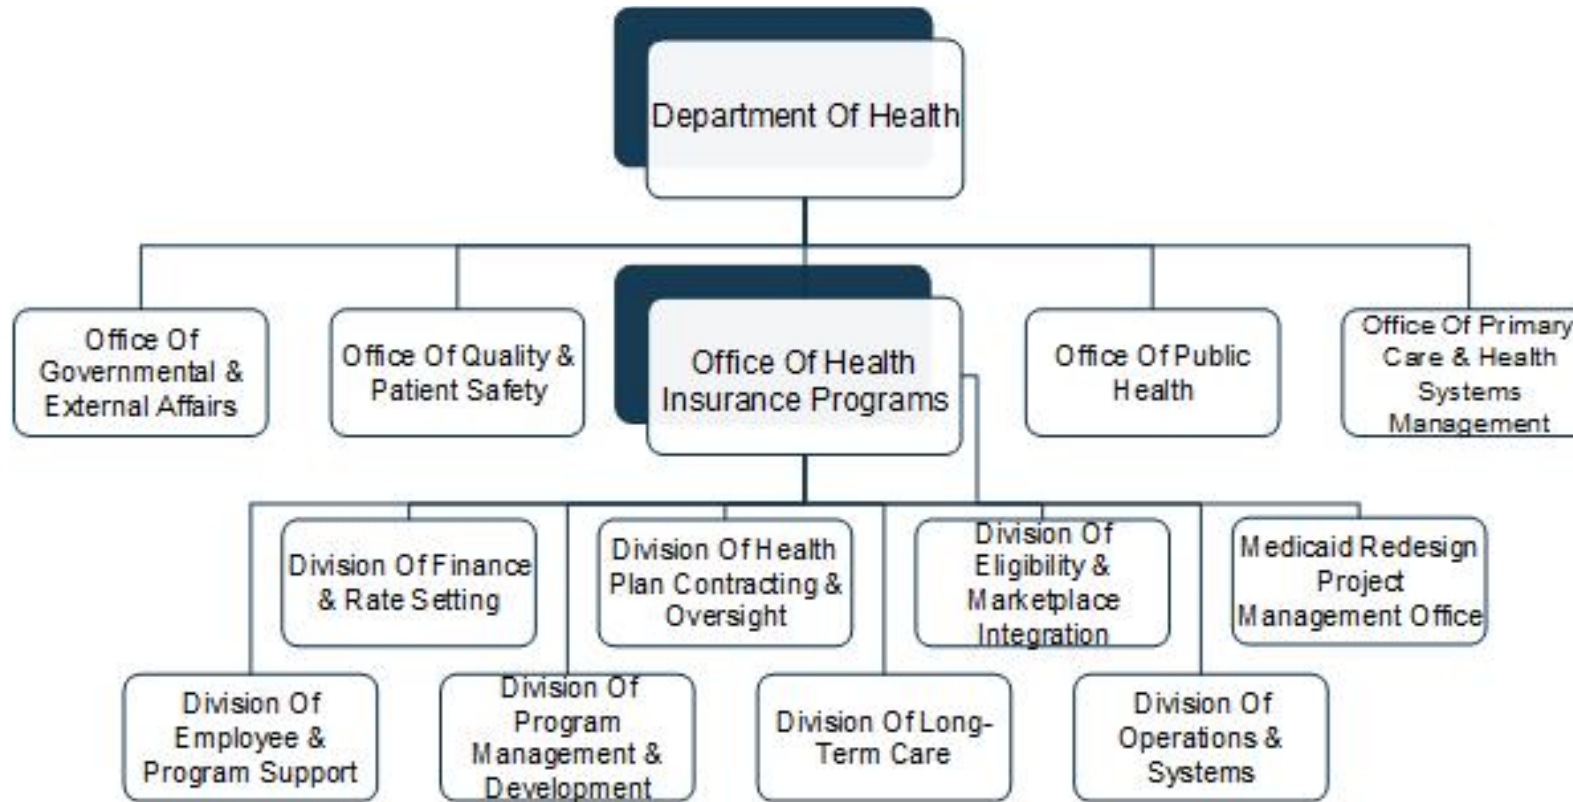 Department Of Health
Office Of
Governmental &
External Affairs
Office Of Quality &
Patient Safety
Office Of Health
Insurance Programs
Office Of Public
Health
Office Of Primary
Care & Health
Systems
Management
Division Of Finance
& Rate Setting
Division Of Health
Plan Contracting &
Oversight
Division Of
Eligibility &
Marketplace
Integration
Medicaid Redesign
Project
Management Office
Division Of
Employee &
Program Support
Division Of
Program
Management &
Development
Division Of Long-
Term Care
Division Of
Operations &
Systems